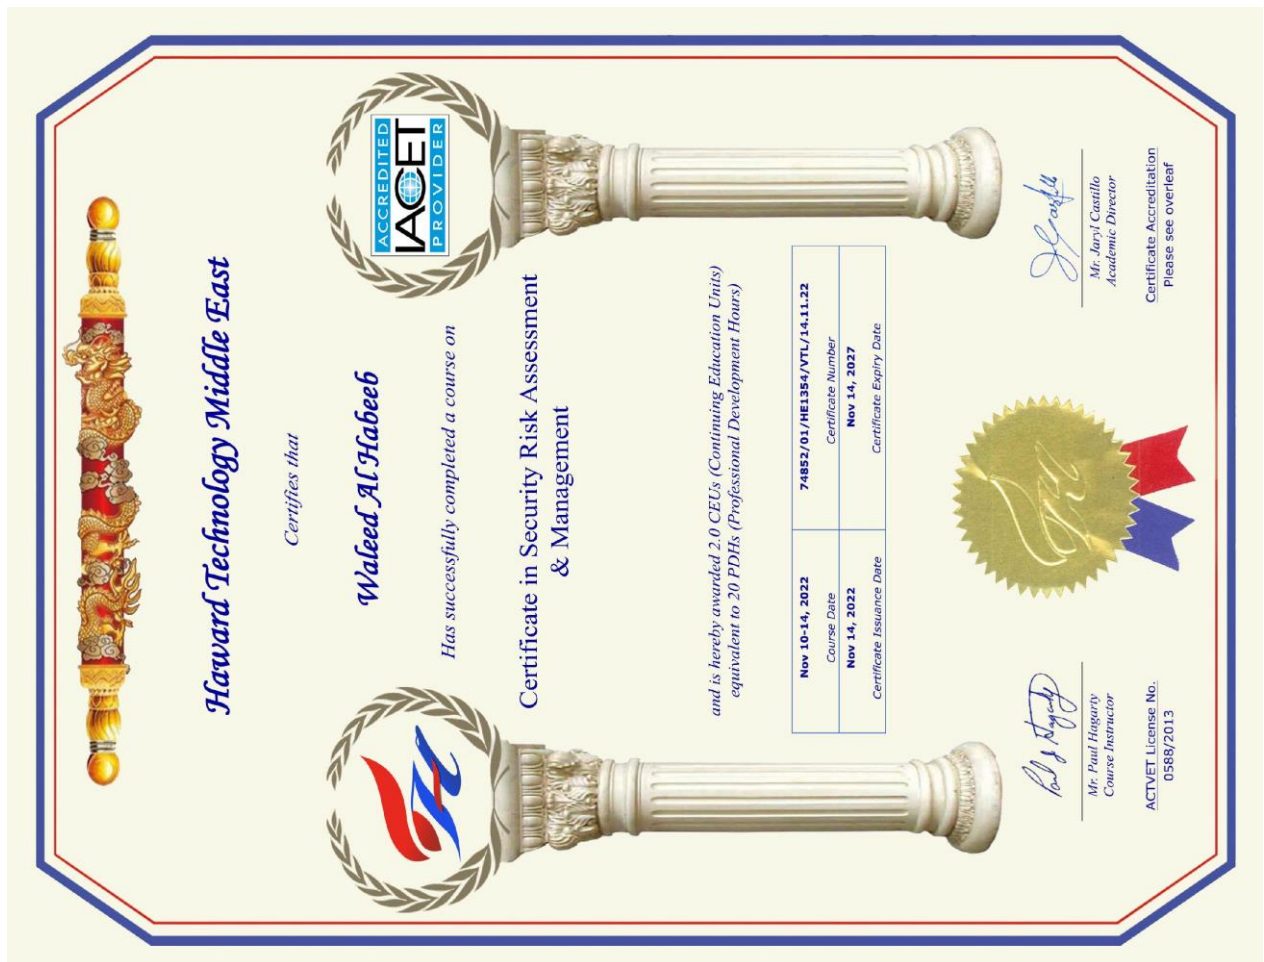 Haward Technology Middle East
Certifies that
Waleed Al Habeeb
Has successfully completed a course on
Certificate in Security Risk Assessment
& Management
ACCREDITED
IACET
PROVIDER
and is hereby awarded 2.0 CEUs (Continuing Education Units)
equivalent to 20 PDHs (Professional Development Hours)
Nov 10-14, 2022
Course Date
74852/01/HE1354/VTL/14.11.22
Certificate Number
Nov 14, 2022
Certificate Issuance Date
Nov 14, 2027
Certificate Expiry Date
Mr. Paul Hagarty
Course Instructor
Mr. Jaryl Castillo
Academic Director
ACTVET License No.
0588/2013
Certificate Accreditation
Please see overleaf